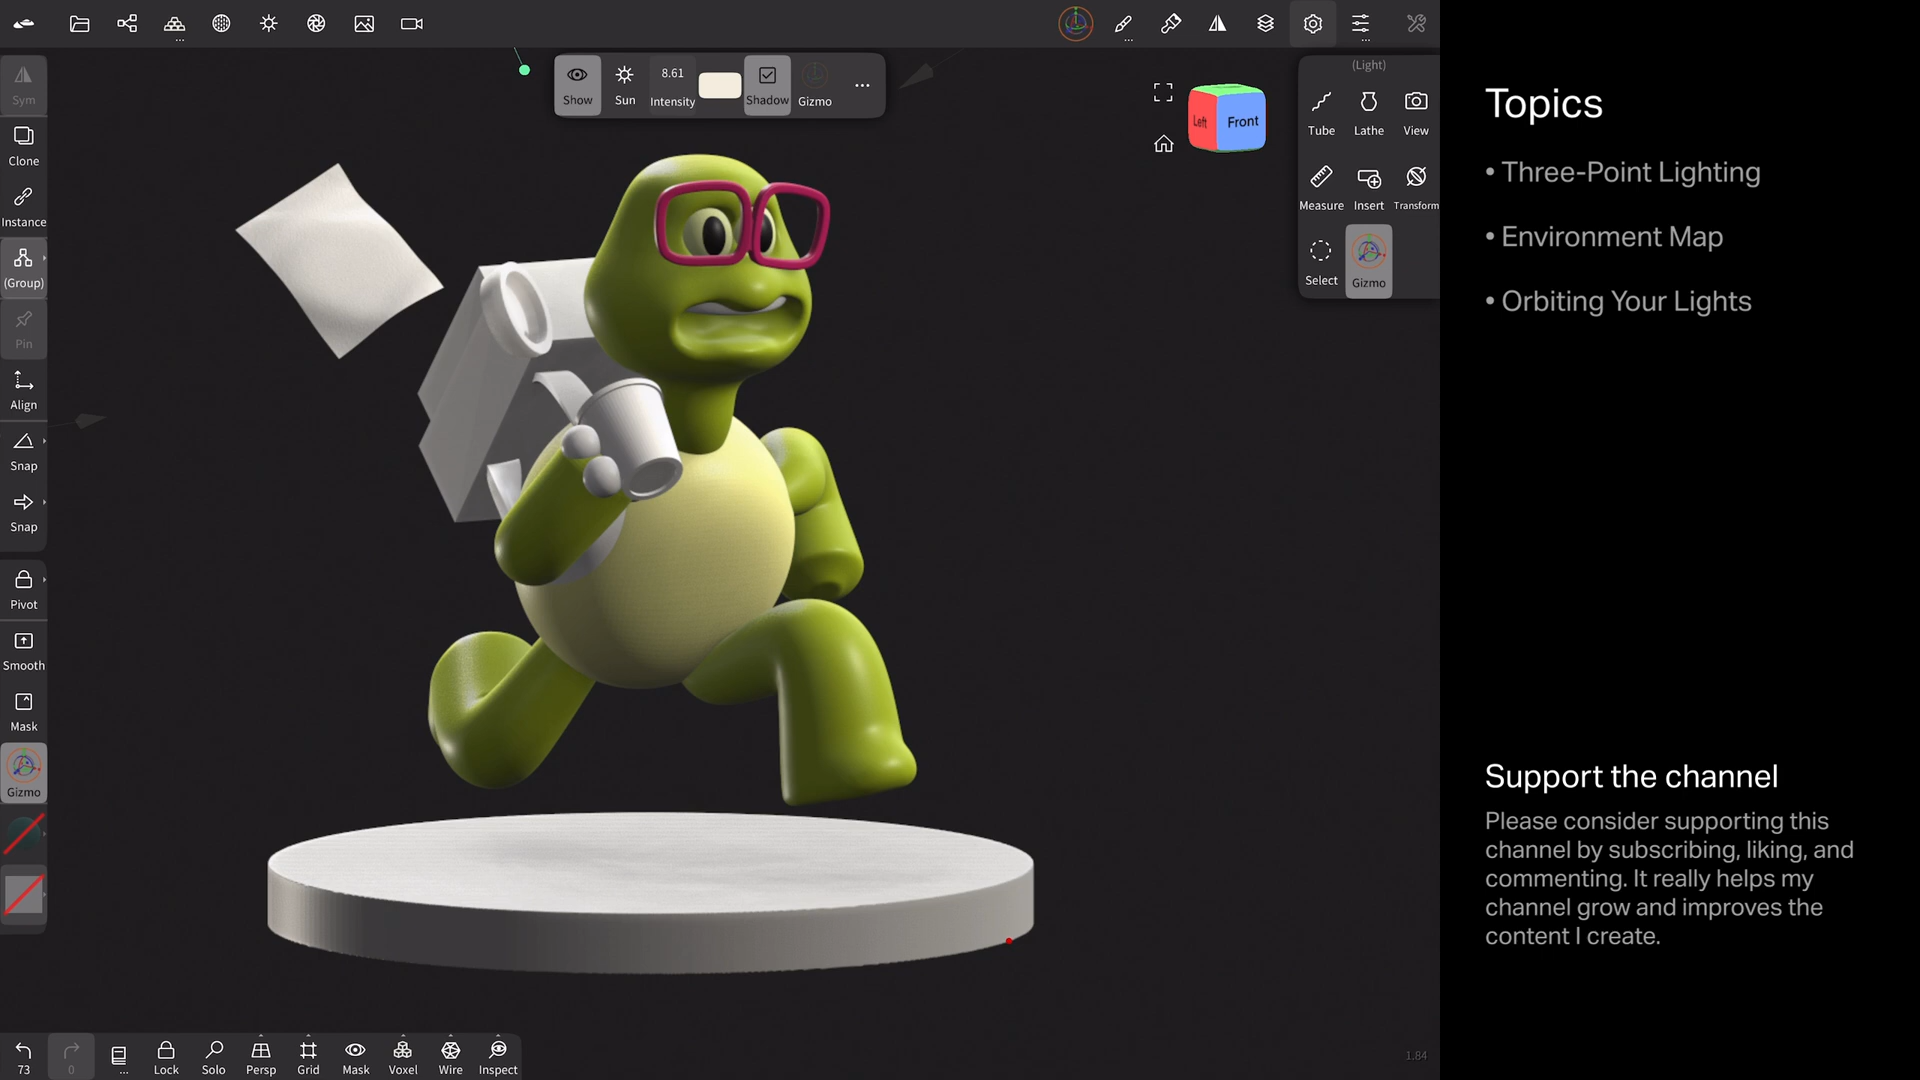 Sym
Clone
Instance
(Group)
Pin
Align
Snap
Snap
Pivot
Smooth
Mask
Gizmo
Show
Sun
8.61
Intensity
Shadow
Gizmo
...
Left
Front
(Light)
Tube
Lathe
View
Measure
Insert
Transform
Select
Gizmo
73
0
...
Lock
Solo
Persp
Grid
Mask
Voxel
Wire
Inspect
1.84
Topics
• Three-Point Lighting
• Environment Map
• Orbiting Your Lights
Support the channel
Please consider supporting this
channel by subscribing, liking, and
commenting. It really helps my
channel grow and improves the
content I create.